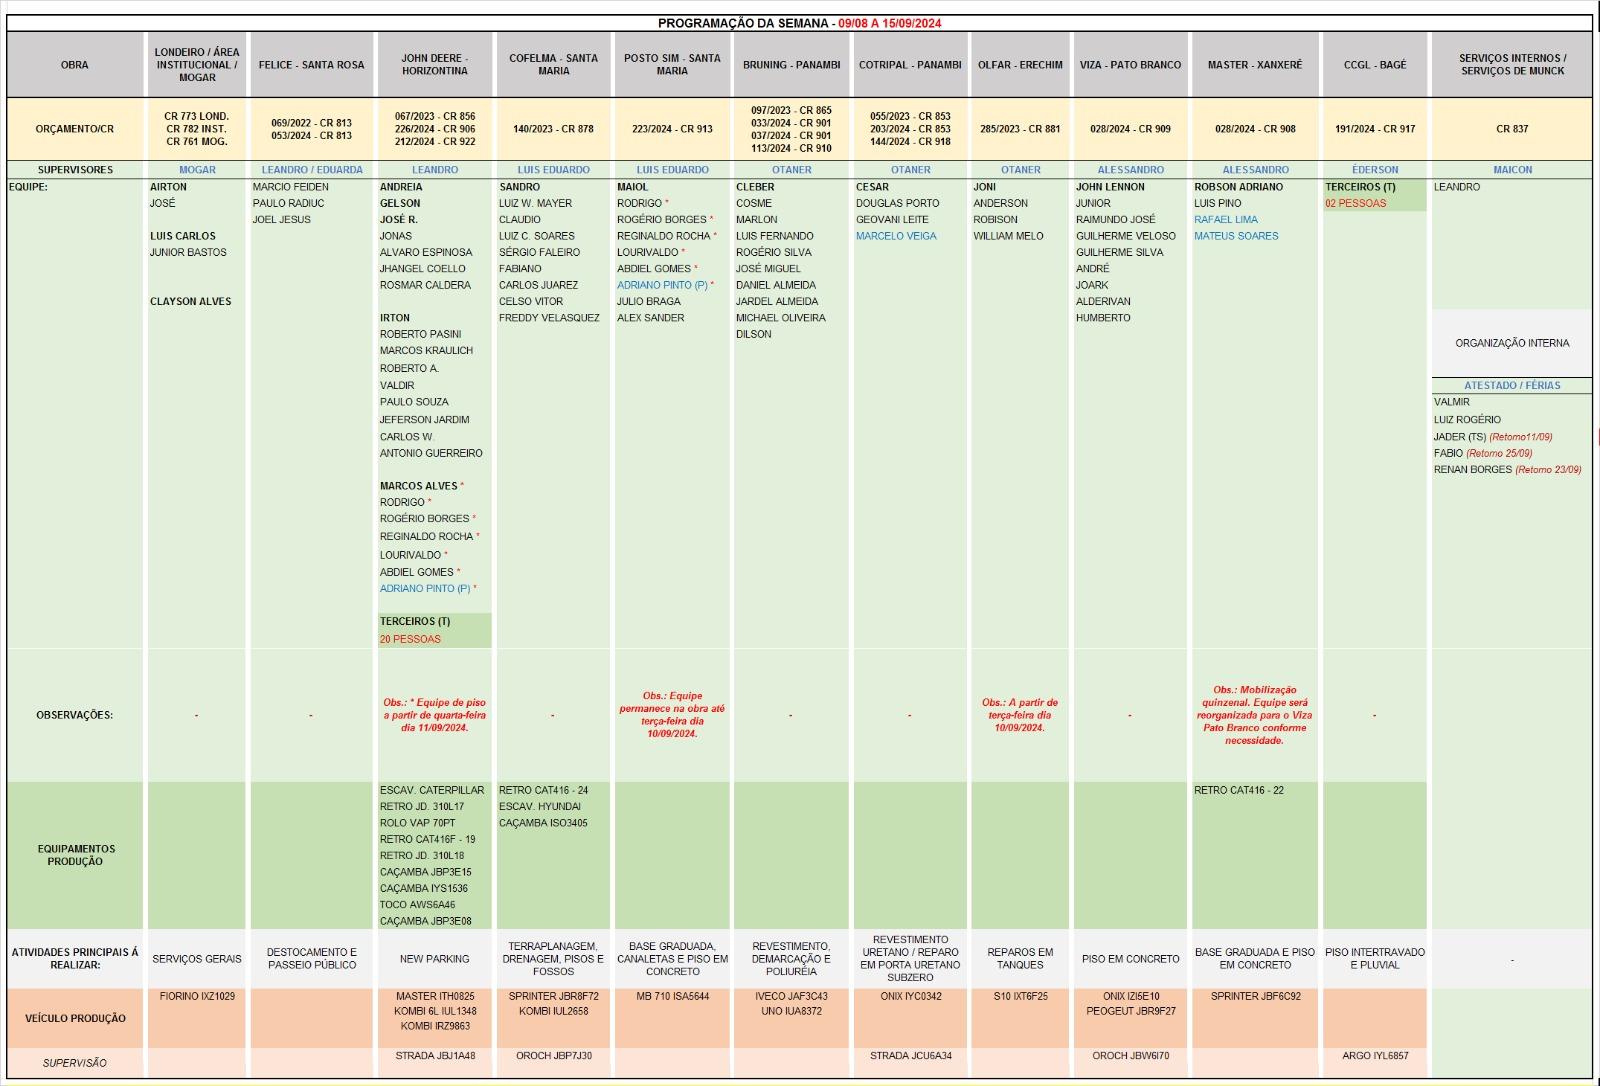 PROGRAMAÇÃO DA SEMANA - 09/08 A 15/09/2024
OBRA
LONDEIRO / ÁREA
INSTITUCIONAL /
MOGAR
FELICE - SANTA ROSA
JOHN DEERE -
HORIZONTINA
COFELMA - SANTA
MARIA
POSTO SIM - SANTA
MARIA
BRUNING - PANAMBI
COTRIPAL - PANAMBI
OLFAR - ERECHIM
VIZA - PATO BRANCO
MASTER - XANXERÊ
CCGL - BAGÉ
SERVIÇOS INTERNOS /
SERVIÇOS DE MUNCK
ORÇAMENTO/CR
CR 773 LOND.
CR 782 INST.
CR 761 MOG.
069/2022 - CR 813
053/2024 - CR 813
067/2023 - CR 856
226/2024 - CR 906
212/2024 - CR 922
140/2023 - CR 878
223/2024 - CR 913
097/2023 - CR 865
033/2024 - CR 901
037/2024 - CR 901
113/2024 - CR 910
055/2023 - CR 853
203/2024 - CR 853
144/2024 - CR 918
285/2023 - CR 881
028/2024 - CR 909
028/2024 - CR 908
191/2024 - CR 917
CR 837
SUPERVISORES
MOGAR
LEANDRO / EDUARDA
LEANDRO
LUIS EDUARDO
LUIS EDUARDO
OTANER
OTANER
OTANER
ALESSANDRO
ALESSANDRO
ÉDERSON
MAICON
EQUIPE:
AIRTON
JOSÉ
LUIS CARLOS
JUNIOR BASTOS
CLAYSON ALVES
MARCIO FEIDEN
PAULO RADIUC
JOEL JESUS
ANDREIA
GELSON
JOSÉ R.
JONAS
ALVARO ESPINOSA
JHANGEL COELLO
ROSMAR CALDERA
IRTON
ROBERTO PASINI
MARCOS KRAULICH
ROBERTO A.
VALDIR
PAULO SOUZA
JEFERSON JARDIM
CARLOS W.
ANTONIO GUERREIRO
MARCOS ALVES *
RODRIGO *
ROGÉRIO BORGES *
REGINALDO ROCHA *
LOURIVALDO *
ABDIEL GOMES *
ADRIANO PINTO (P) *
TERCEIROS (T)
20 PESSOAS
SANDRO
LUIZ W. MAYER
CLAUDIO
LUIZ C. SOARES
SÉRGIO FALEIRO
FABIANO
CARLOS JUAREZ
CELSO VITOR
FREDDY VELASQUEZ
MAIOL
RODRIGO *
ROGÉRIO BORGES *
REGINALDO ROCHA *
LOURIVALDO *
ABDIEL GOMES *
ADRIANO PINTO (P) *
JULIO BRAGA
ALEX SANDER
CLEBER
COSME
MARLON
LUIS FERNANDO
ROGÉRIO SILVA
JOSÉ MIGUEL
DANIEL ALMEIDA
JARDEL ALMEIDA
MICHAEL OLIVEIRA
DILSON
CESAR
DOUGLAS PORTO
GEOVANI LEITE
MARCELO VEIGA
JONI
ANDERSON
ROBISON
WILLIAM MELO
JOHN LENNON
JUNIOR
RAIMUNDO JOSÉ
GUILHERME VELOSO
GUILHERME SILVA
ANDRÉ
JOARK
ALDERIVAN
HUMBERTO
ROBSON ADRIANO
LUIS PINO
RAFAEL LIMA
MATEUS SOARES
TERCEIROS (T)
02 PESSOAS
LEANDRO
ORGANIZAÇÃO INTERNA
ATESTADO / FÉRIAS
VALMIR
LUIZ ROGÉRIO
JADER (TS) (Retorno11/09)
FABIO (Retorno 25/09)
RENAN BORGES (Retorno 23/09)
OBSERVAÇÕES:
-
-
Obs.: * Equipe de piso
a partir de quarta-feira
dia 11/09/2024.
-
Obs.: Equipe
permanece na obra até
terça-feira dia
10/09/2024.
-
-
Obs.: A partir de
terça-feira dia
10/09/2024.
-
Obs.: Mobilização
quinzenal. Equipe será
reorganizada para o Viza
Pato Branco conforme
necessidade.
-
EQUIPAMENTOS
PRODUÇÃO
ESCAV. CATERPILLAR
RETRO JD. 310L17
ROLO VAP 70PT
RETRO CAT416F - 19
RETRO JD. 310L18
CAÇAMBA JBP3E15
CAÇAMBA IYS1536
TOCO AWS6A46
CAÇAMBA JBP3E08
RETRO CAT416 - 24
ESCAV. HYUNDAI
CAÇAMBA ISO3405
RETRO CAT416 - 22
ATIVIDADES PRINCIPAIS Á
REALIZAR:
SERVIÇOS GERAIS
DESTOCAMENTO E
PASSEIO PÚBLICO
NEW PARKING
TERRAPLANAGEM,
DRENAGEM, PISOS E
FOSSOS
BASE GRADUADA,
CANALETAS E PISO EM
CONCRETO
REVESTIMENTO,
DEMARCAÇÃO E
POLIURÉIA
REVESTIMENTO
URETANO / REPARO
EM PORTA URETANO
SUBZERO
REPAROS EM
TANQUES
PISO EM CONCRETO
BASE GRADUADA E PISO
EM CONCRETO
PISO INTERTRAVADO
E PLUVIAL
-
VEÍCULO PRODUÇÃO
FIORINO IXZ1029
MASTER ITH0825
KOMBI 6L IUL1348
KOMBI IRZ9863
SPRINTER JBR8F72
KOMBI IUL2658
MB 710 ISA5644
IVECO JAF3C43
UNO IUA8372
ONIX IYC0342
S10 IXT6F25
ONIX IZI5E10
PEOGEUT JBR9F27
SPRINTER JBF6C92
SUPERVISÃO
STRADA JBJ1A48
OROCH JBP7J30
STRADA JCU6A34
OROCH JBW6I70
ARGO IYL6857